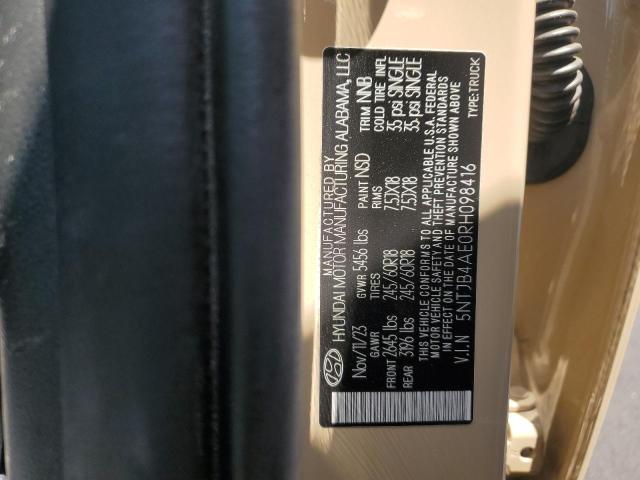 MANUFACTURED BY
HYUNDAI MOTOR MANUFACTURING ALABAMA, LLC
Nov/11/23 GVWR 5456 lbs PAINT NSD TRIM NNB
GAWR TIRES RIMS COLD TIRE INFL
FRONT 2645 lbs 245/60R18 7.5JX18 35 psi SINGLE
REAR 3196 lbs 245/60R18 7.5JX18 35 psi SINGLE
THIS VEHICLE CONFORMS TO ALL APPLICABLE U.S.A. FEDERAL
MOTOR VEHICLE SAFETY AND THEFT PREVENTION STANDARDS
IN EFFECT ON THE DATE OF MANUFACTURE SHOWN ABOVE
V.I.N 5NTJB4AE0RH098416 TYPE:TRUCK